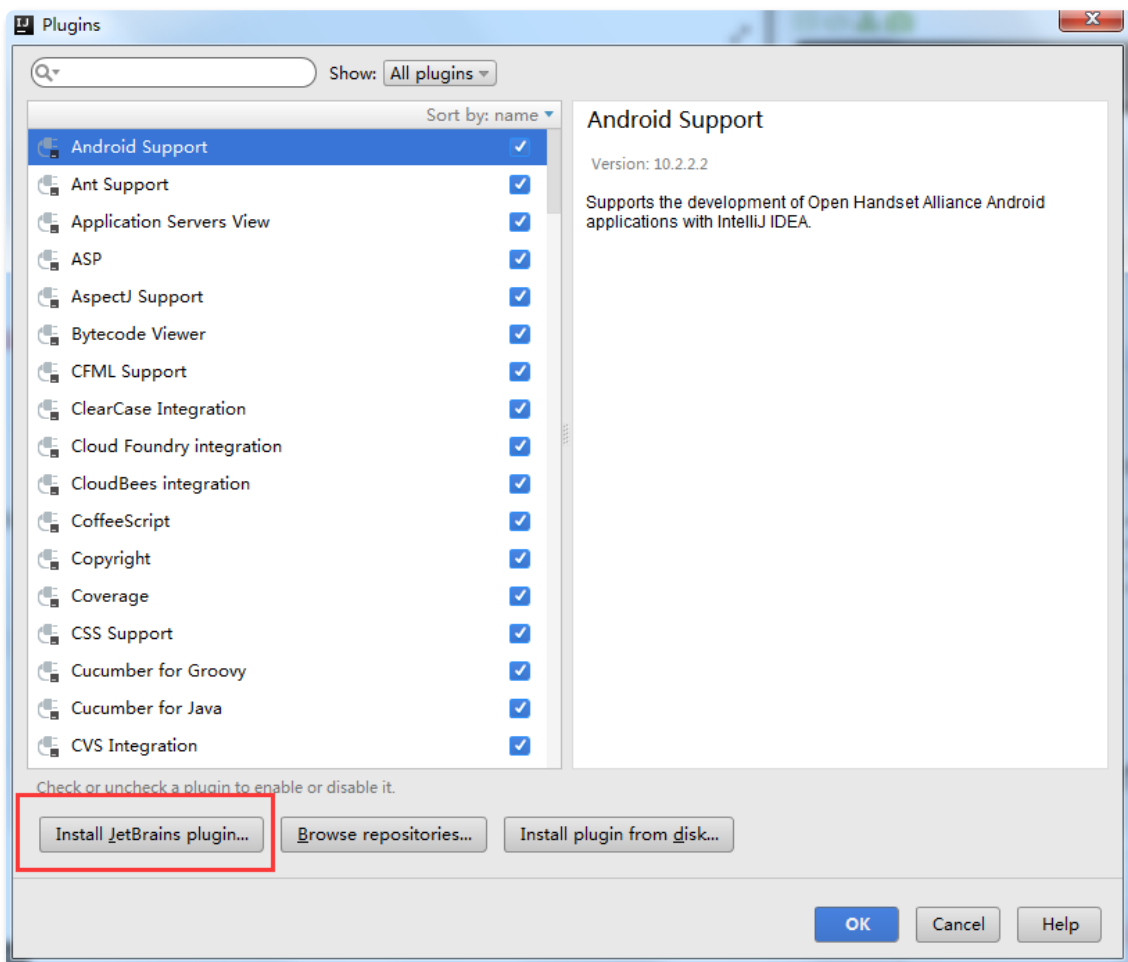 Plugins
Show: All plugins
Sort by: name
Android Support
Ant Support
Application Servers View
ASP
AspectJ Support
Bytecode Viewer
CFML Support
ClearCase Integration
Cloud Foundry integration
CloudBees integration
CoffeeScript
Copyright
Coverage
CSS Support
Cucumber for Groovy
Cucumber for Java
CVS Integration
Android Support
Version: 10.2.2.2
Supports the development of Open Handset Alliance Android
applications with IntelliJ IDEA.
Check or uncheck a plugin to enable or disable it.
Install JetBrains plugin... Browse repositories... Install plugin from disk...
OK Cancel Help